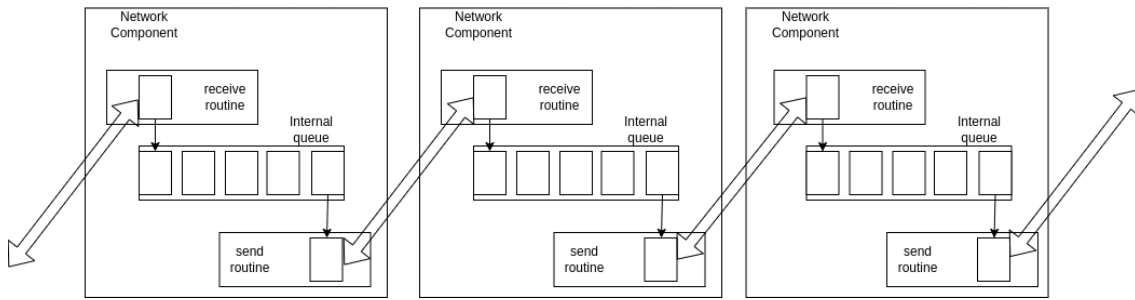 Network
Component
receive
routine
Internal
queue
send
routine
Network
Component
receive
routine
Internal
queue
send
routine
Network
Component
receive
routine
Internal
queue
send
routine